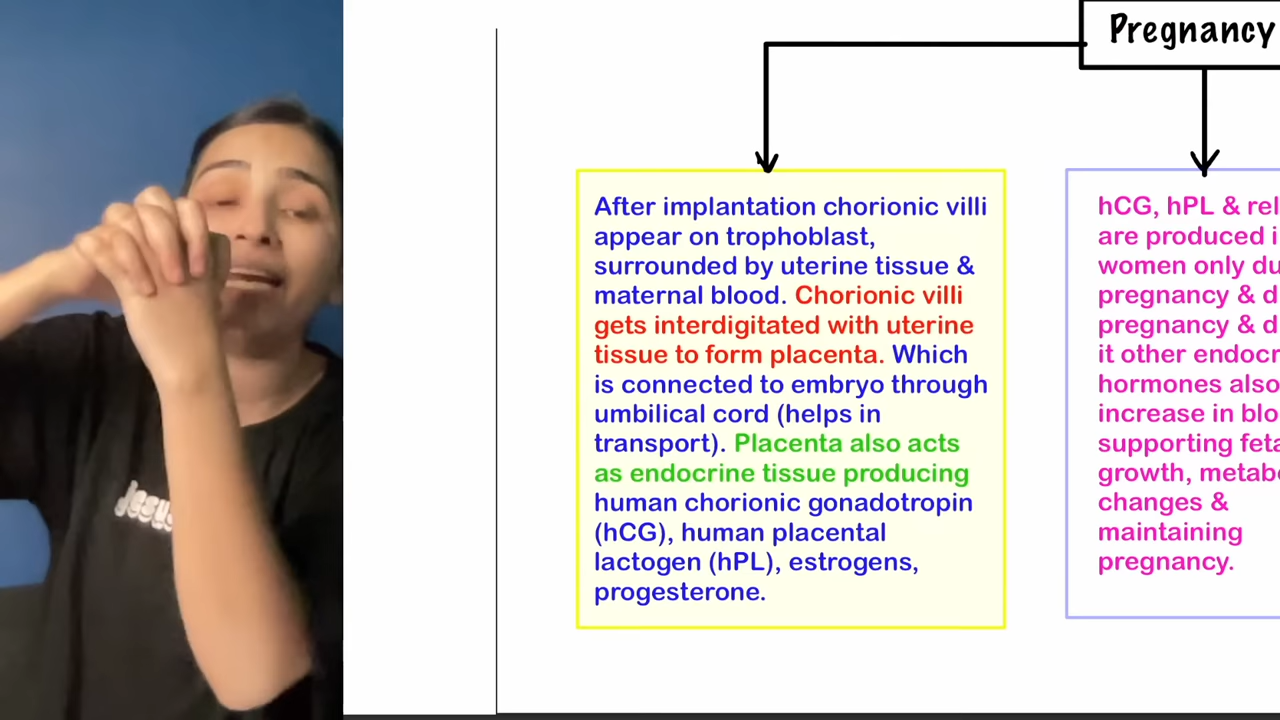 Pregnancy
After implantation chorionic villi
appear on trophoblast,
surrounded by uterine tissue &
maternal blood. Chorionic villi
gets interdigitated with uterine
tissue to form placenta. Which
is connected to embryo through
umbilical cord (helps in
transport). Placenta also acts
as endocrine tissue producing
human chorionic gonadotropin
(hCG), human placental
lactogen (hPL), estrogens,
progesterone.
hCG, hPL &
are produced
women only
pregnancy &
pregnancy &
it other
hormones also
increase in
supporting
growth,
changes &
maintaining
pregnancy.